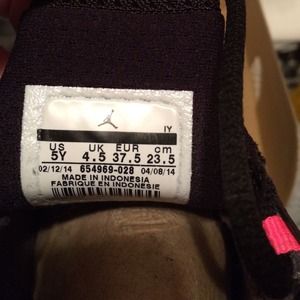 IY
US UK EUR cm
5Y 4.5 37.5 23.5
02/12/14 654969-028 04/08/14
MADE IN INDONESIA
FABRIQUE EN INDONESIE